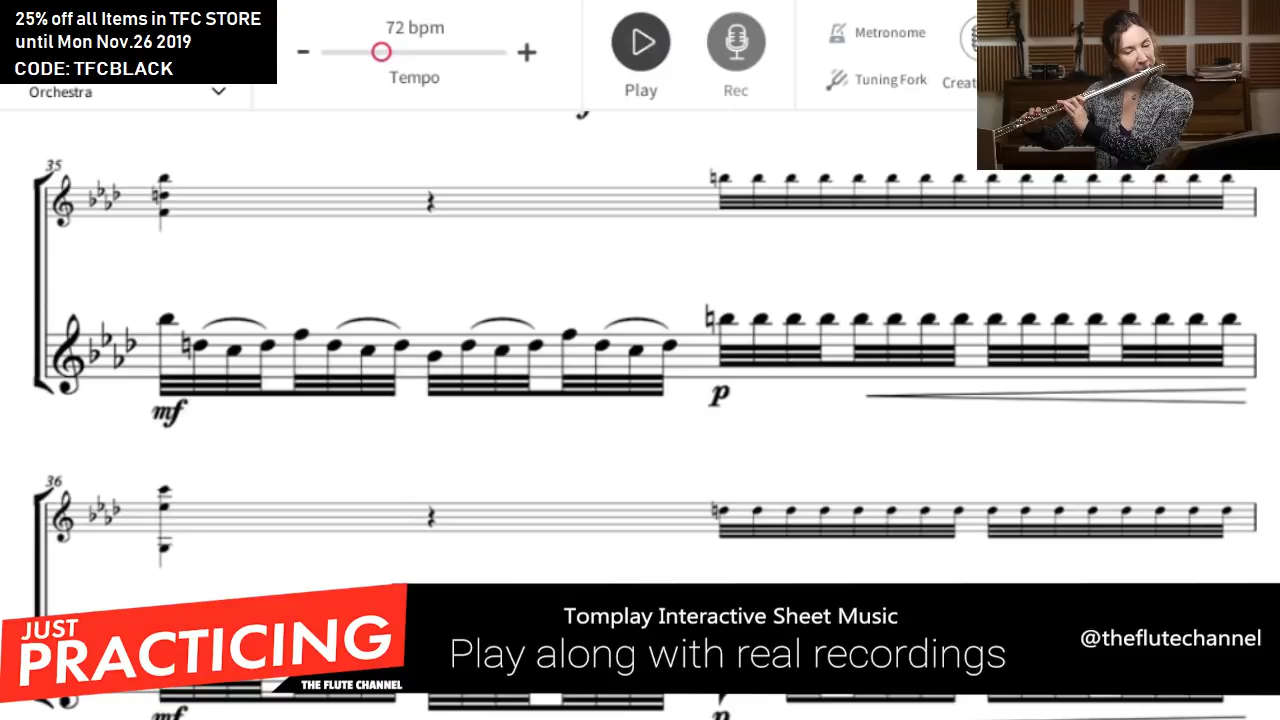 25% off all Items in TFC STORE
until Mon Nov.26 2019
CODE: TFCBLACK
Orchestra
72 bpm
Tempo
Play
Rec
Metronome
Tuning Fork
Creat
35
mf
p
36
JUST
PRACTICING
THE FLUTE CHANNEL
Tomplay Interactive Sheet Music
Play along with real recordings
@theflutechannel
mf
p